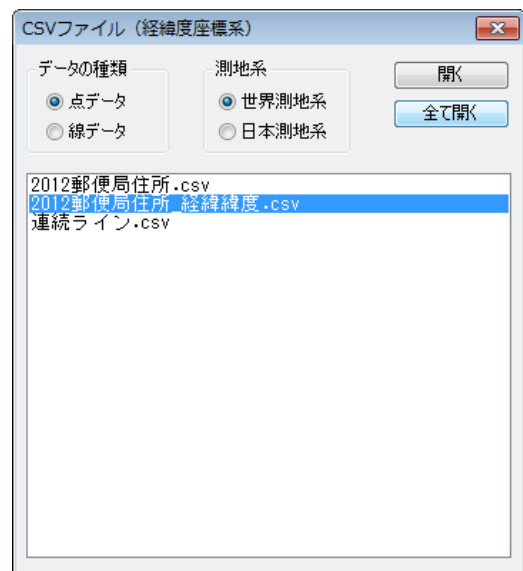 CSVファイル（経緯度座標系）
データの種類
点データ
線データ
測地系
世界測地系
日本測地系
開く
全て開く
2012郵便局住所.csv
2012郵便局住所_経緯緯度.csv
連続ライン.csv